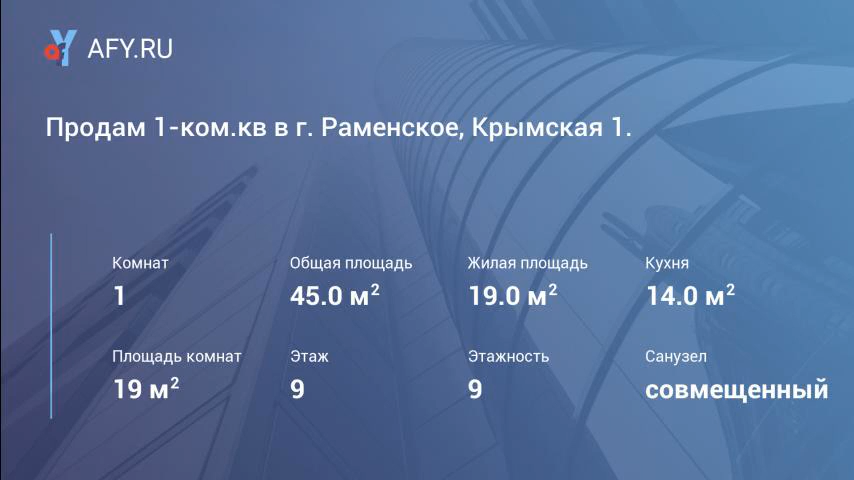 AFY.RU
Продам 1-ком.кв в г. Раменское, Крымская 1.
Комнат Общая площадь Жилая площадь Кухня
1 45.0 м² 19.0 м² 14.0 м²
Площадь комнат Этаж Этажность Санузел
19 м² 9 9 совмещенный